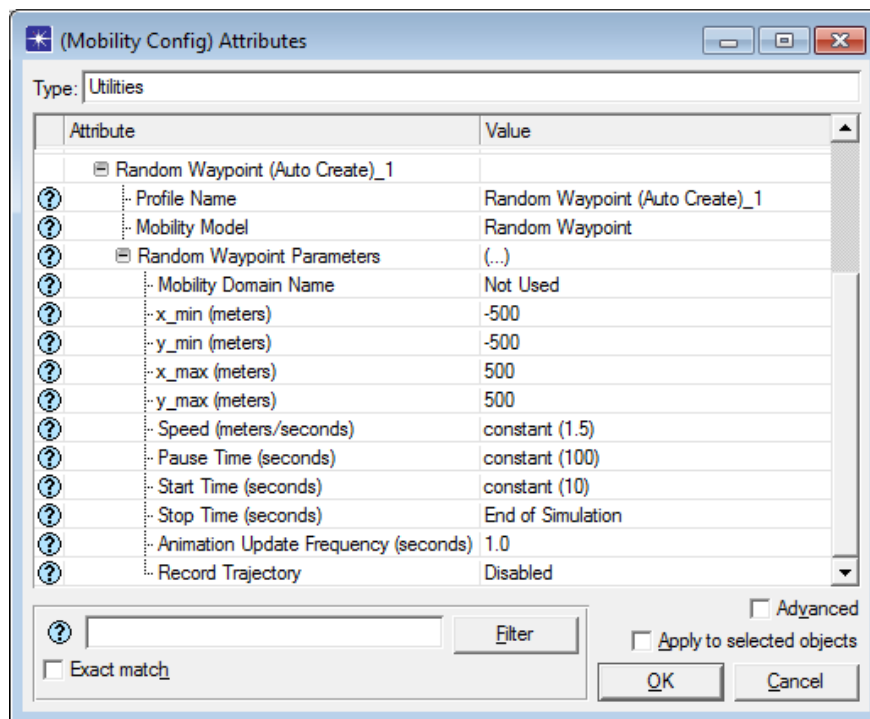 (Mobility Config) Attributes
Type: Utilities
Attribute Value
Random Waypoint (Auto Create)_1
Profile Name Random Waypoint (Auto Create)_1
Mobility Model Random Waypoint
Random Waypoint Parameters (...)
Mobility Domain Name Not Used
x_min (meters) -500
y_min (meters) -500
x_max (meters) 500
y_max (meters) 500
Speed (meters/seconds) constant (1.5)
Pause Time (seconds) constant (100)
Start Time (seconds) constant (10)
Stop Time (seconds) End of Simulation
Animation Update Frequency (seconds) 1.0
Record Trajectory Disabled
Advanced
Filter
Apply to selected objects
Exact match
OK Cancel